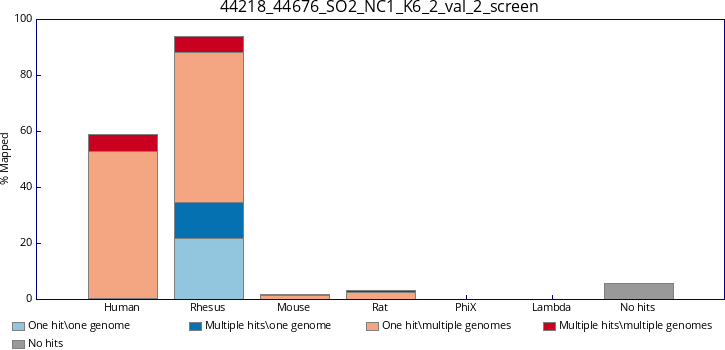 44218_44676_SO2_NC1_K6_2_val_2_screen
100
80
60
40
20
0
% Mapped
Human Rhesus Mouse Rat PhiX Lambda No hits
One hit\one genome Multiple hits\one genome One hit\multiple genomes Multiple hits\multiple genomes
No hits